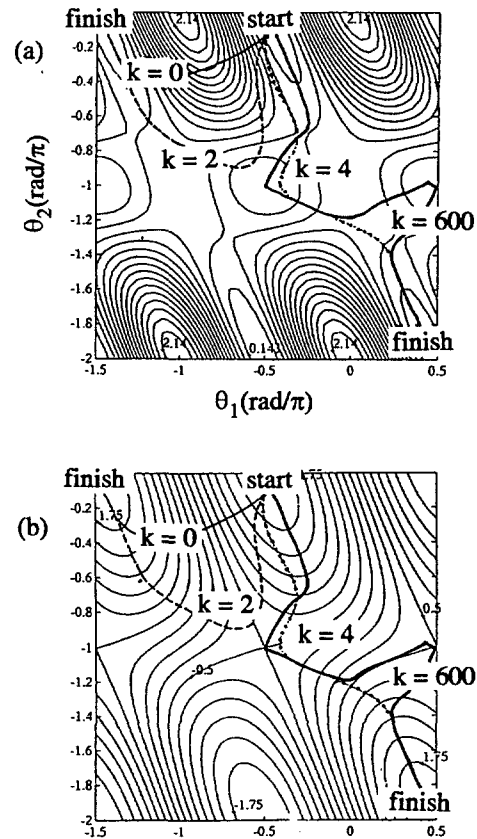 finish start
2.14
2.14
(a)
-0.2
k = 0
-0.4
-0.6
k = 2
-0.8
k = 4
θ2(rad/π)
-1
-1.2
k = 600
-1.4
-1.6
-1.8
2.14 0.143 2.14 finish
-2
-1.5 -1 -0.5 0 0.5
θ1(rad/π)
finish start
(b)
-0.2
1.75
k = 0
-0.4
-0.6
k = 2
0.5
-0.8
k = 4
-1
-0.5
k = 600
-1.2
-1.4
-1.6
1.75
-1.8
-1.75
finish
-2
-1.5 -1 -0.5 0 0.5